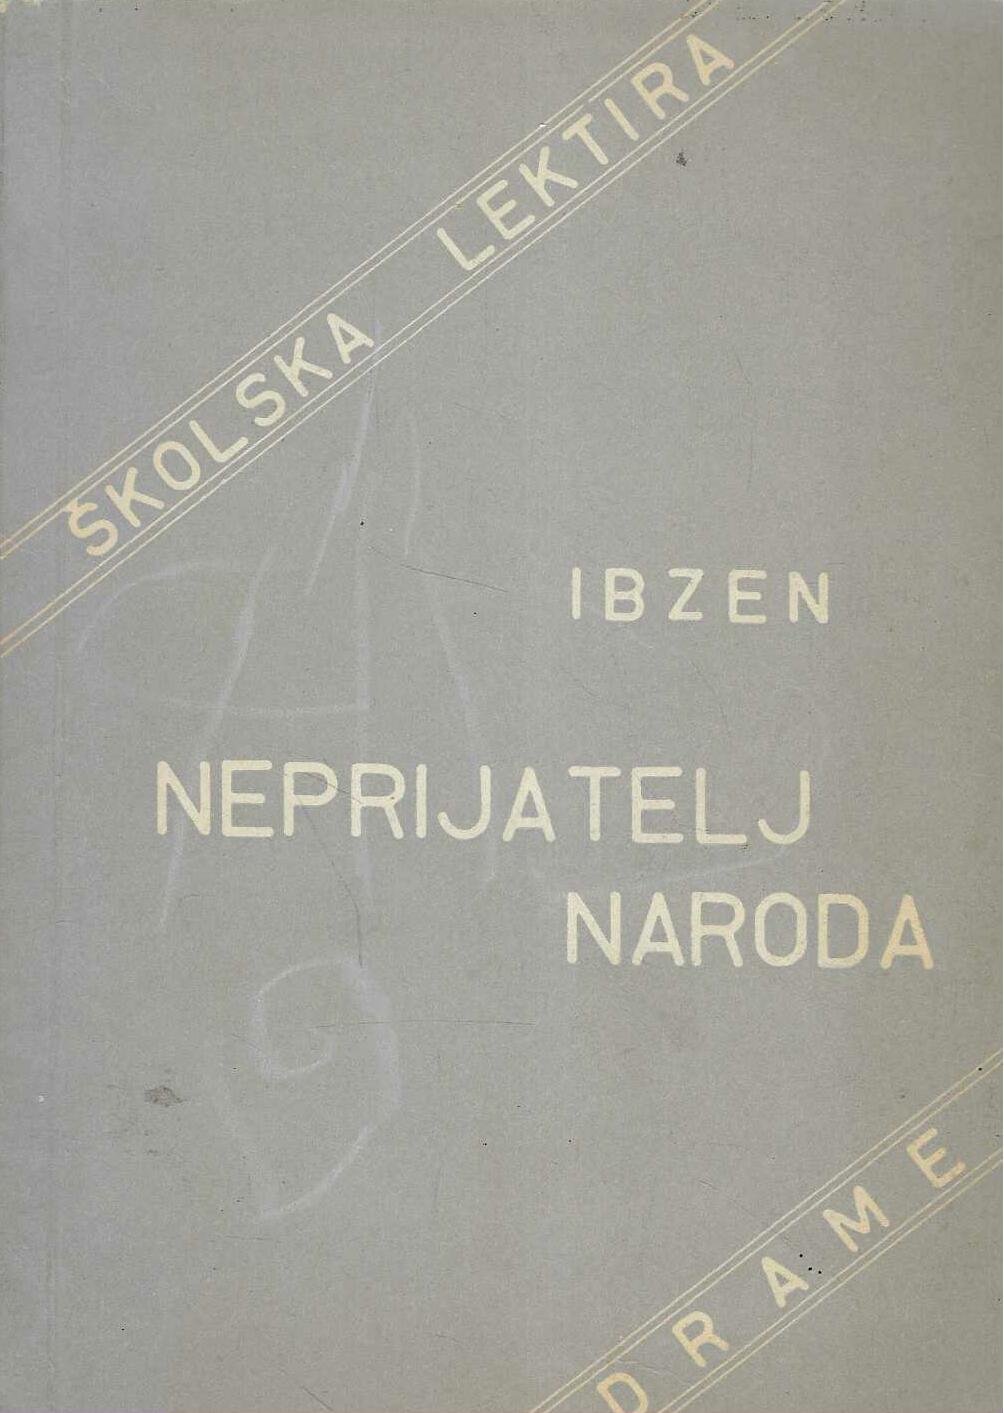 ŠKOLSKA LEKTIRA
IBZEN
NEPRIJATELJ
NARODA
DRAME